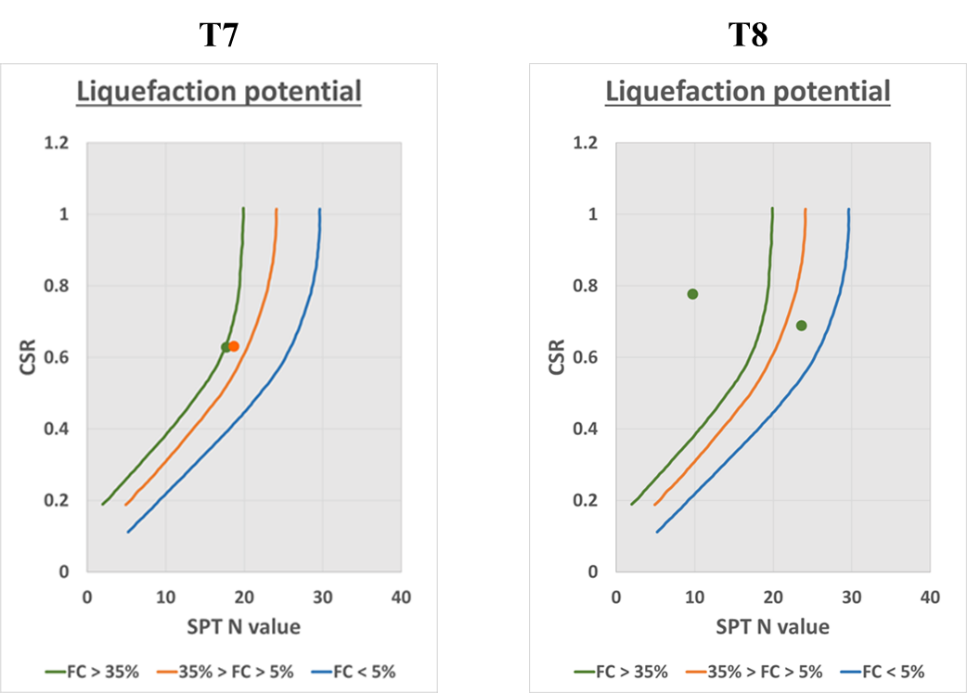 T7
T8
Liquefaction potential
1.2
1
0.8
0.6
0.4
0.2
0
CSR
0 10 20 30 40
SPT N value
FC > 35% 35% > FC > 5% FC < 5%
Liquefaction potential
1.2
1
0.8
0.6
0.4
0.2
0
CSR
0 10 20 30 40
SPT N value
FC > 35% 35% > FC > 5% FC < 5%